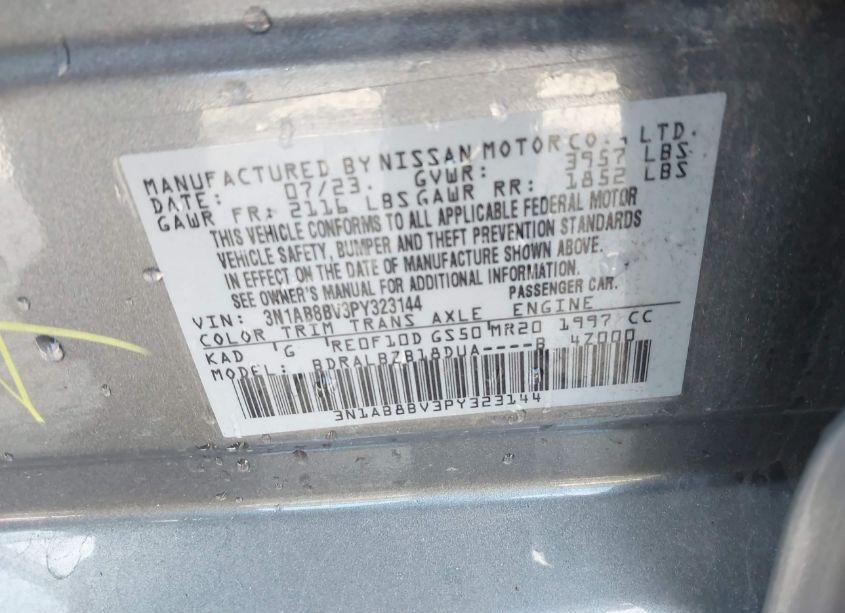 MANUFACTURED BY NISSAN MOTOR CO., LTD.
DATE: 07/23. GVWR: 3957 LBS
GAWR FR: 2116 LBS GAWR RR: 1852 LBS
THIS VEHICLE CONFORMS TO ALL APPLICABLE FEDERAL MOTOR
VEHICLE SAFETY, BUMPER AND THEFT PREVENTION STANDARDS
IN EFFECT ON THE DATE OF MANUFACTURE SHOWN ABOVE.
SEE OWNER'S MANUAL FOR ADDITIONAL INFORMATION.
VIN: 3N1AB8BV3PY323144 PASSENGER CAR.
COLOR TRIM TRANS AXLE ENGINE
KAD G RE0F10D GS50 MR20 1997 CC
MODEL: BDRALBZB18DUA----B 47000
3N1AB8BV3PY323144